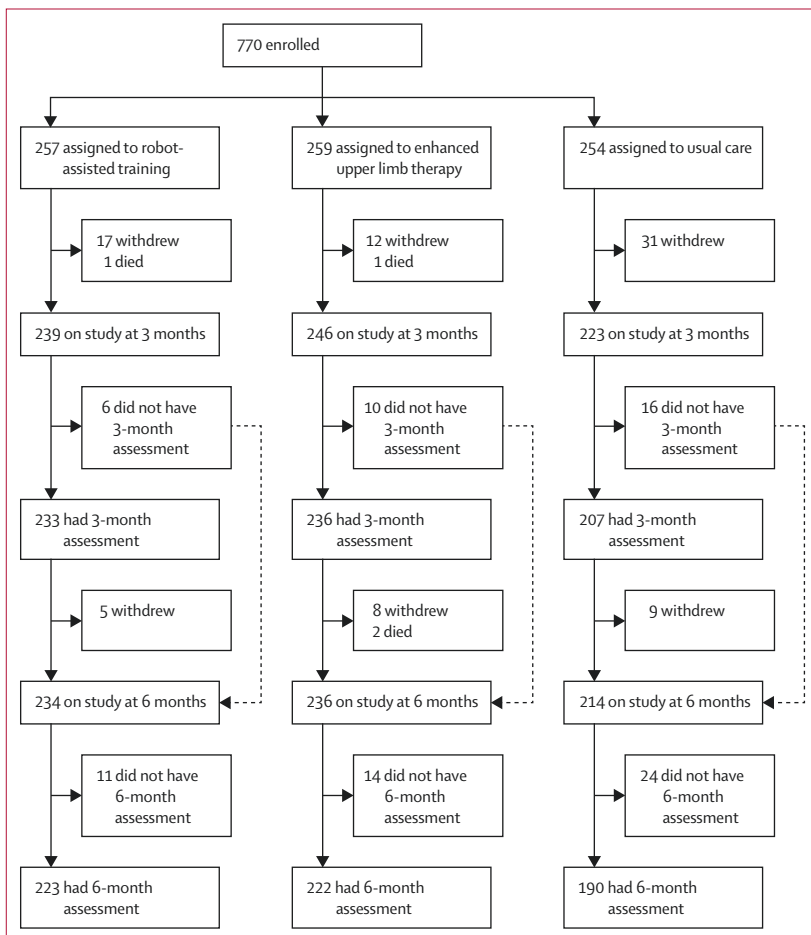 770 enrolled
257 assigned to robot-
assisted training
259 assigned to enhanced
upper limb therapy
254 assigned to usual care
17 withdrew
1 died
12 withdrew
1 died
31 withdrew
239 on study at 3 months
246 on study at 3 months
223 on study at 3 months
6 did not have
3-month
assessment
10 did not have
3-month
assessment
16 did not have
3-month
assessment
233 had 3-month
assessment
236 had 3-month
assessment
207 had 3-month
assessment
5 withdrew
8 withdrew
2 died
9 withdrew
234 on study at 6 months
236 on study at 6 months
214 on study at 6 months
11 did not have
6-month
assessment
14 did not have
6-month
assessment
24 did not have
6-month
assessment
223 had 6-month
assessment
222 had 6-month
assessment
190 had 6-month
assessment